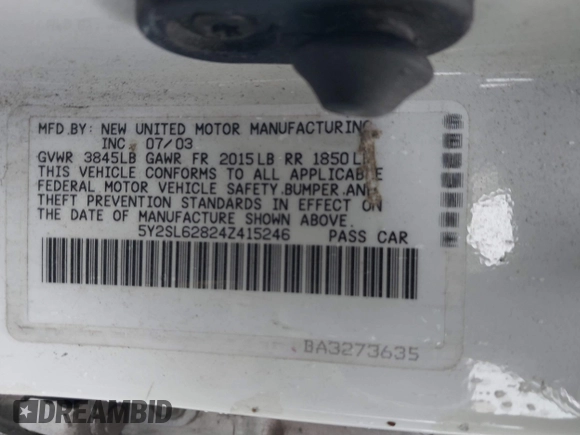 MFD.BY: NEW UNITED MOTOR MANUFACTURING
INC. 07/03
GVWR 3845LB GAWR FR 2015LB RR 1850LB
THIS VEHICLE CONFORMS TO ALL APPLICABLE
FEDERAL MOTOR VEHICLE SAFETY,BUMPER,AND
THEFT PREVENTION STANDARDS IN EFFECT ON
THE DATE OF MANUFACTURE SHOWN ABOVE.
5Y2SL62824Z415246 PASS CAR
BA3273635
DREAMBID